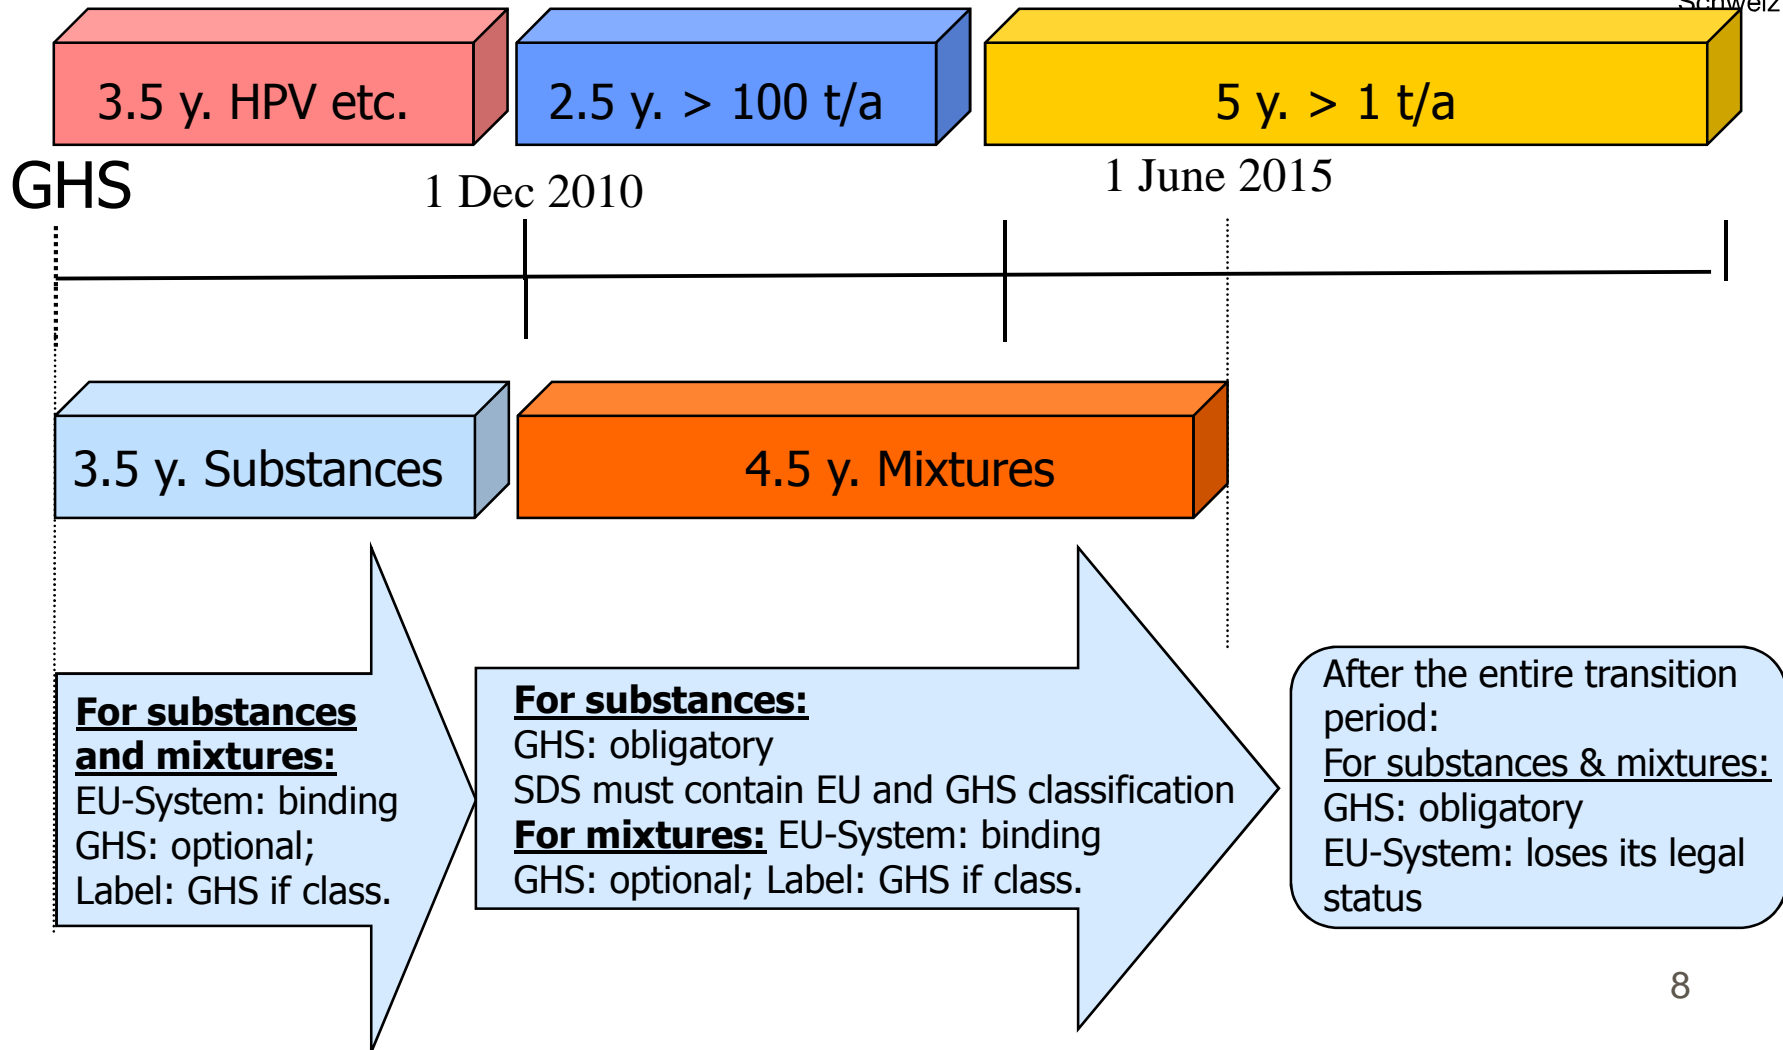 Schweiz
3.5 y. HPV etc.
2.5 y. > 100 t/a
5 y. > 1 t/a
GHS
1 Dec 2010
1 June 2015
3.5 y. Substances
4.5 y. Mixtures
For substances
and mixtures:
EU-System: binding
GHS: optional;
Label: GHS if class.
For substances:
GHS: obligatory
SDS must contain EU and GHS classification
For mixtures: EU-System: binding
GHS: optional; Label: GHS if class.
After the entire transition
period:
For substances & mixtures:
GHS: obligatory
EU-System: loses its legal
status
8